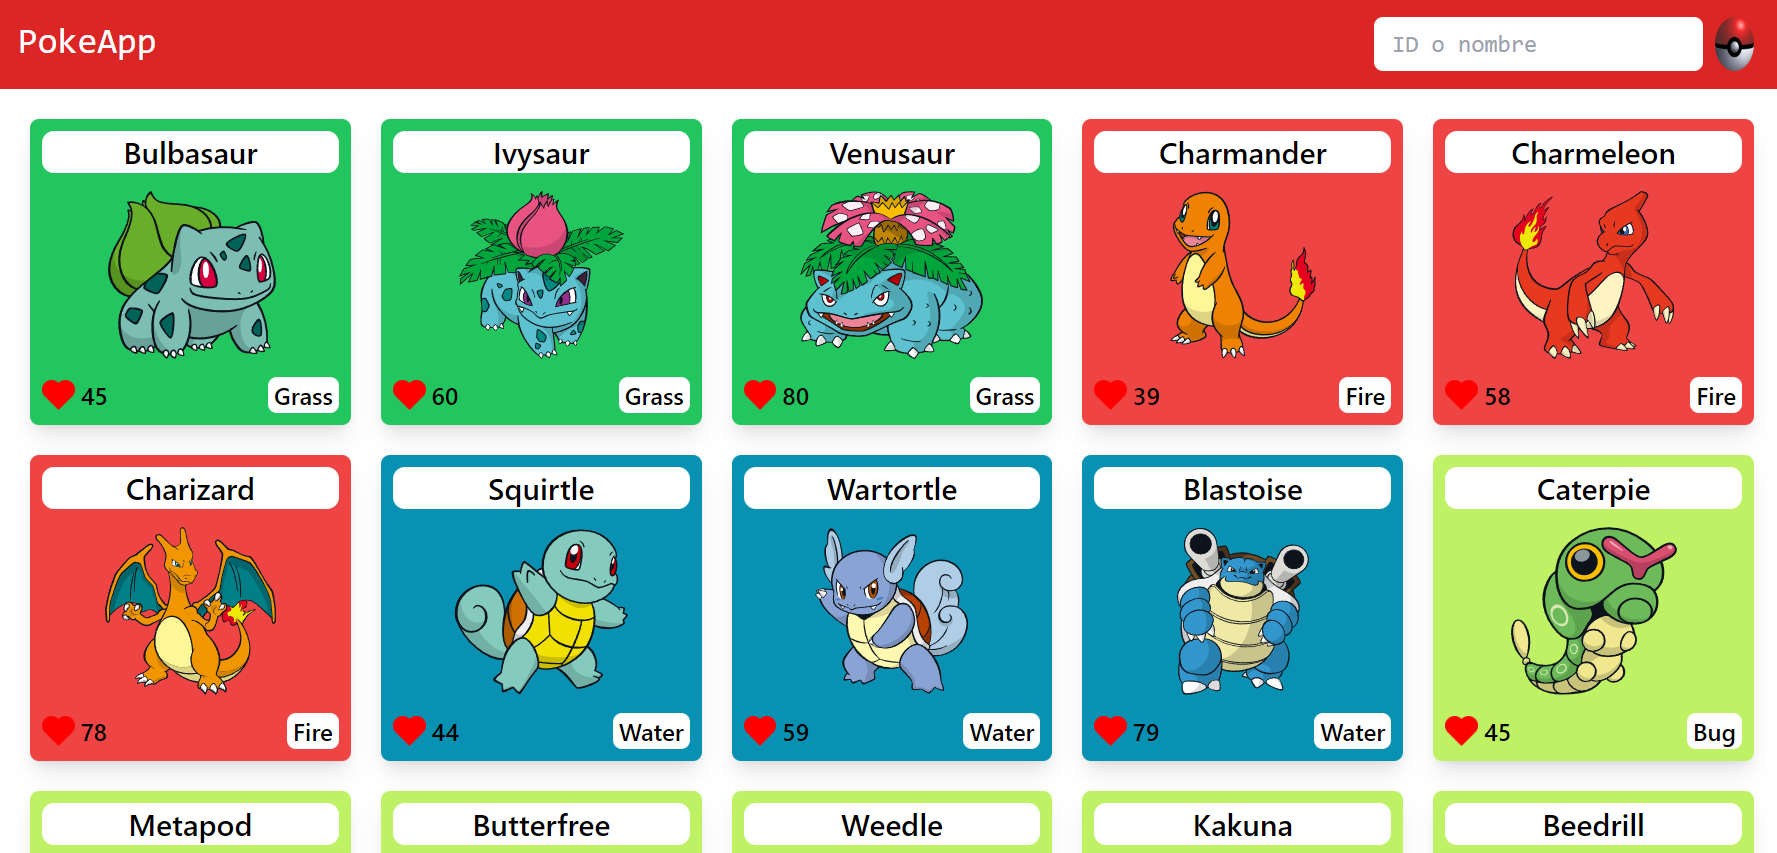 PokeApp
ID o nombre
Bulbasaur
45
Grass
Ivysaur
60
Grass
Venusaur
80
Grass
Charmander
39
Fire
Charmeleon
58
Fire
Charizard
78
Fire
Squirtle
44
Water
Wartortle
59
Water
Blastoise
79
Water
Caterpie
45
Bug
Metapod
Butterfree
Weedle
Kakuna
Beedrill